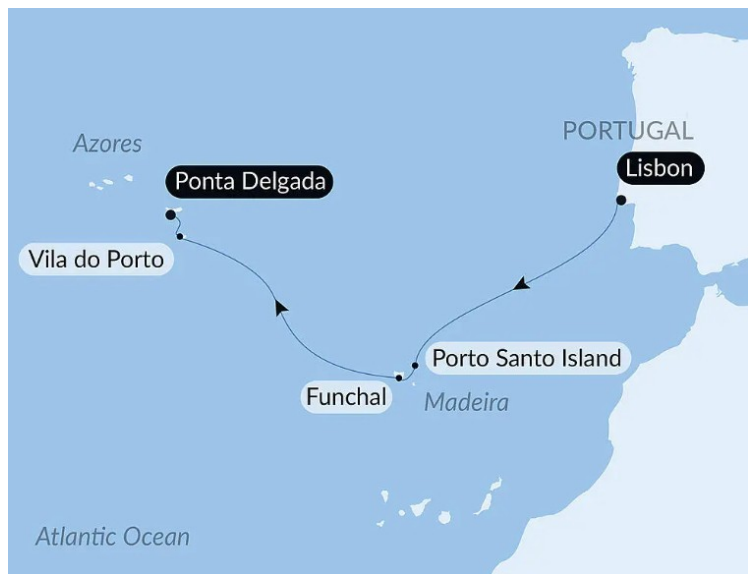 PORTUGAL
Azores
Lisbon
Ponta Delgada
Vila do Porto
Porto Santo Island
Funchal
Madeira
Atlantic Ocean